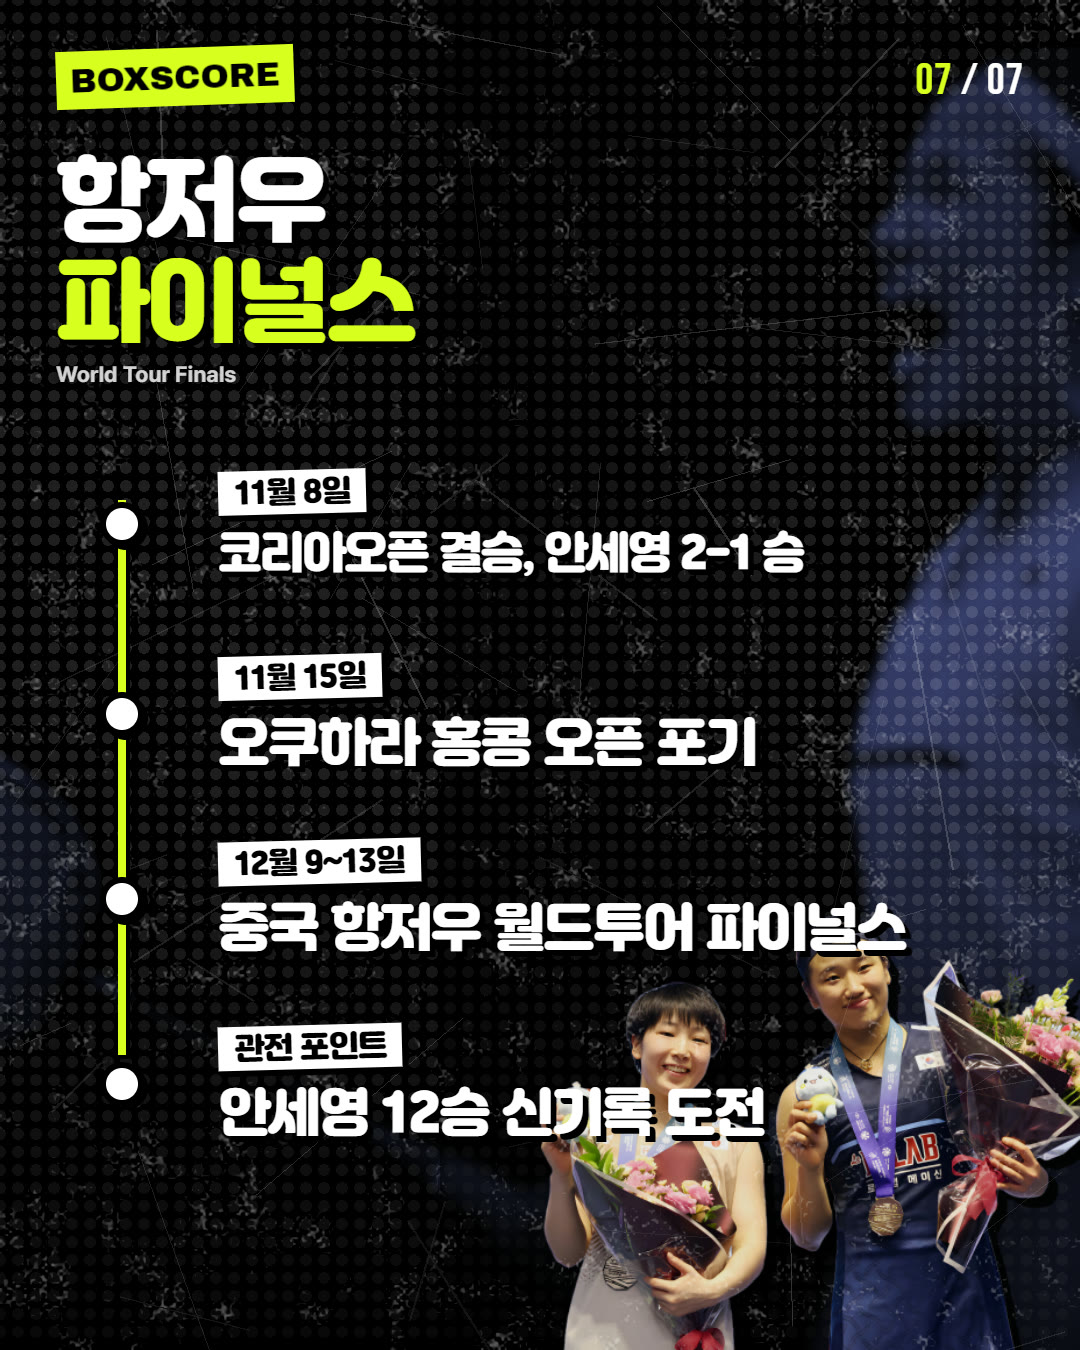 BOXSCORE
07 / 07
항저우
파이널스
World Tour Finals
11월 8일
코리아오픈 결승, 안세영 2-1 승
11월 15일
오쿠하라 홍콩 오픈 포기
12월 9~13일
중국 항저우 월드투어 파이널스
관전 포인트
안세영 12승 신기록 도전
LAB
메이신